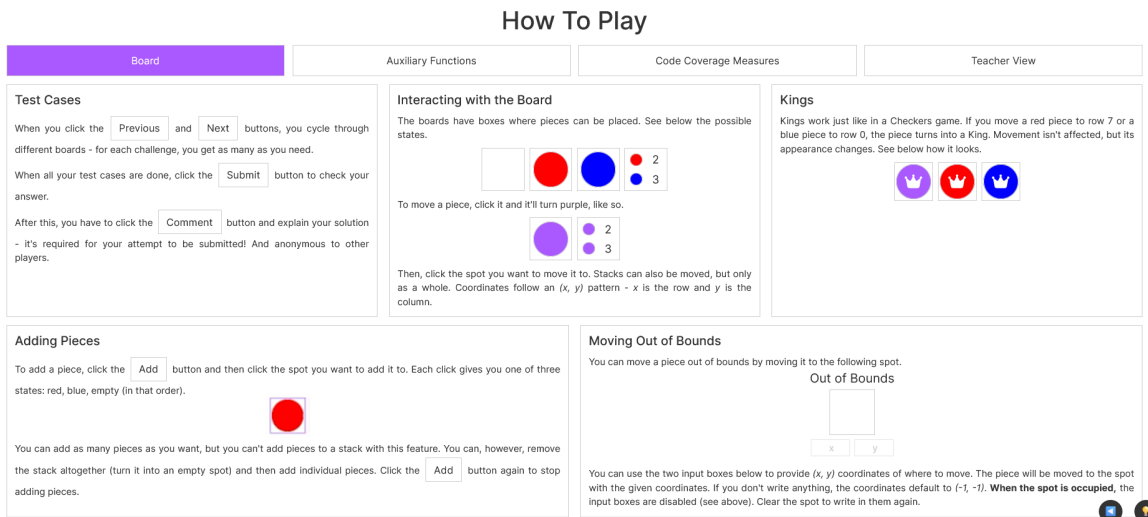 How To Play
Board
Auxiliary Functions
Code Coverage Measures
Teacher View
Test Cases
When you click the Previous and Next buttons, you cycle through
different boards - for each challenge, you get as many as you need.
When all your test cases are done, click the Submit button to check your
answer.
After this, you have to click the Comment button and explain your solution
- it's required for your attempt to be submitted! And anonymous to other
players.
Interacting with the Board
The boards have boxes where pieces can be placed. See below the possible
states.
2
3
To move a piece, click it and it'll turn purple, like so.
2
3
Then, click the spot you want to move it to. Stacks can also be moved, but only
as a whole. Coordinates follow an (x, y) pattern - x is the row and y is the
column.
Kings
Kings work just like in a Checkers game. If you move a red piece to row 7 or a
blue piece to row 0, the piece turns into a King. Movement isn't affected, but its
appearance changes. See below how it looks.
Adding Pieces
To add a piece, click the Add button and then click the spot you want to add it to. Each click gives you one of three
states: red, blue, empty (in that order).
You can add as many pieces as you want, but you can't add pieces to a stack with this feature. You can, however, remove
the stack altogether (turn it into an empty spot) and then add individual pieces. Click the Add button again to stop
adding pieces.
Moving Out of Bounds
You can move a piece out of bounds by moving it to the following spot.
Out of Bounds
x y
You can use the two input boxes below to provide (x, y) coordinates of where to move. The piece will be moved to the spot
with the given coordinates. If you don't write anything, the coordinates default to (-1, -1). When the spot is occupied, the
input boxes are disabled (see above). Clear the spot to write in them again.